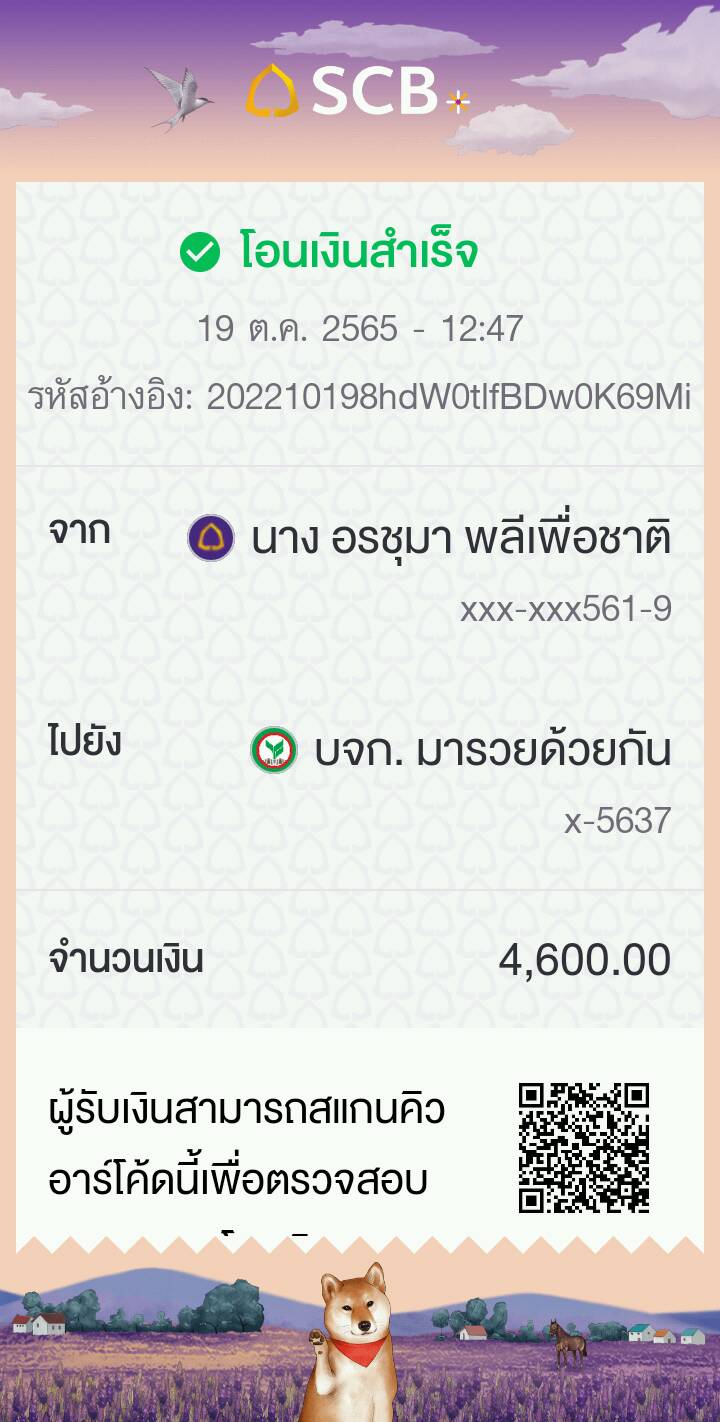 SCB
โอนเงินสำเร็จ
19 ต.ค. 2565 - 12:47
รหัสอ้างอิง: 202210198hdW0tlfBDw0K69Mi
จาก นาง อรชุมา พลีเพื่อชาติ
xxx-xxx561-9
ไปยัง บจก. มารวยด้วยกัน
x-5637
จำนวนเงิน 4,600.00
ผู้รับเงินสามารถสแกนคิว
อาร์โค้ดนี้เพื่อตรวจสอบ